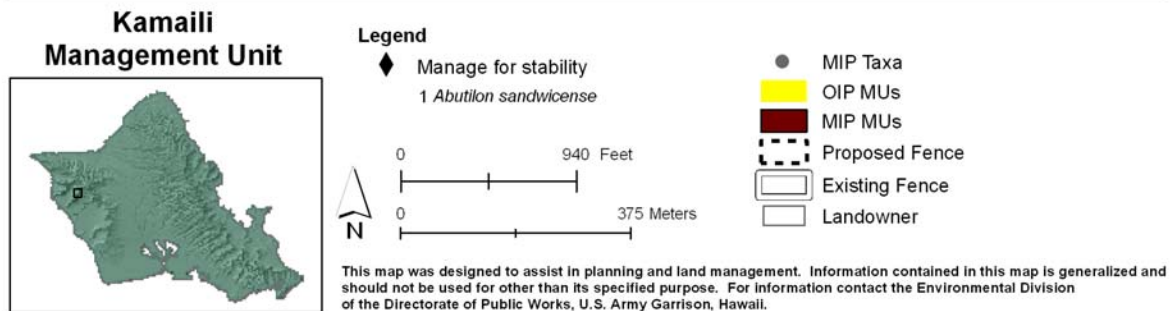 Kamaili
Management Unit
Legend
Manage for stability
1 Abutilon sandwicense
0 940 Feet
0 375 Meters
N
MIP Taxa
OIP MUs
MIP MUs
Proposed Fence
Existing Fence
Landowner
This map was designed to assist in planning and land management. Information contained in this map is generalized and
should not be used for other than its specified purpose. For information contact the Environmental Division
of the Directorate of Public Works, U.S. Army Garrison, Hawaii.